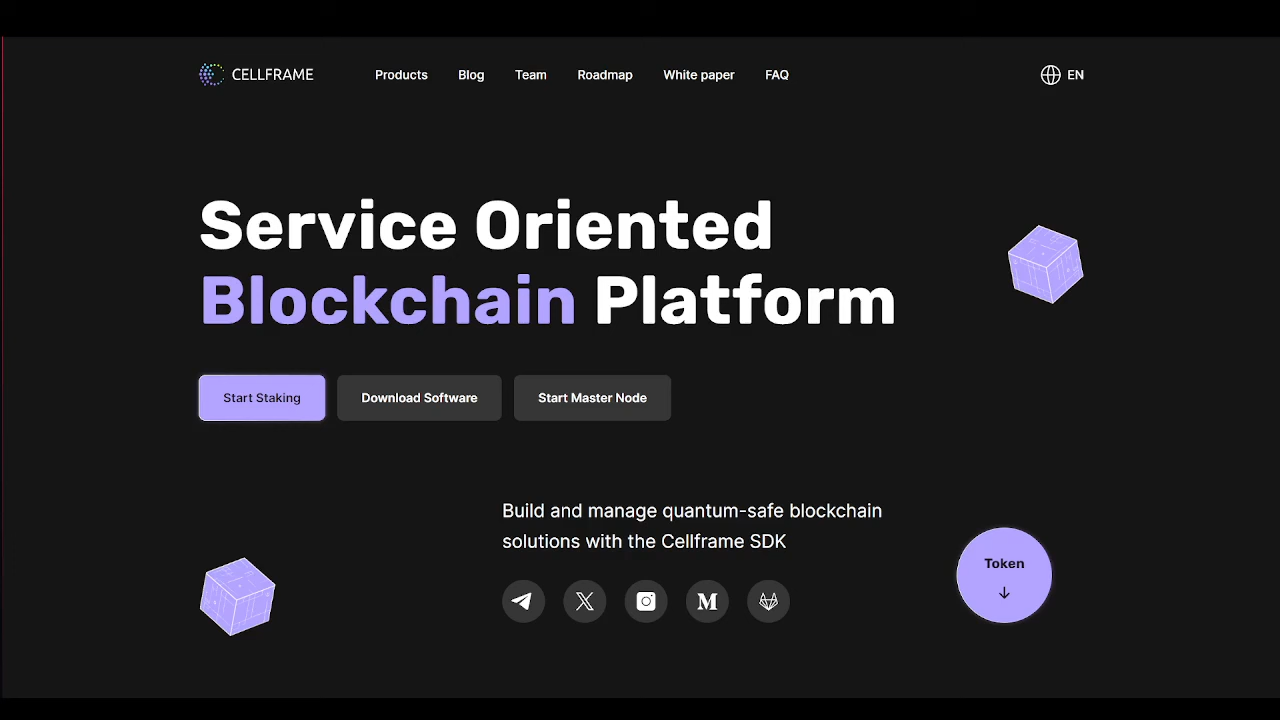 CELLFRAME
Products
Blog
Team
Roadmap
White paper
FAQ
EN
Service Oriented
Blockchain Platform
Start Staking
Download Software
Start Master Node
Build and manage quantum-safe blockchain
solutions with the Cellframe SDK
Token